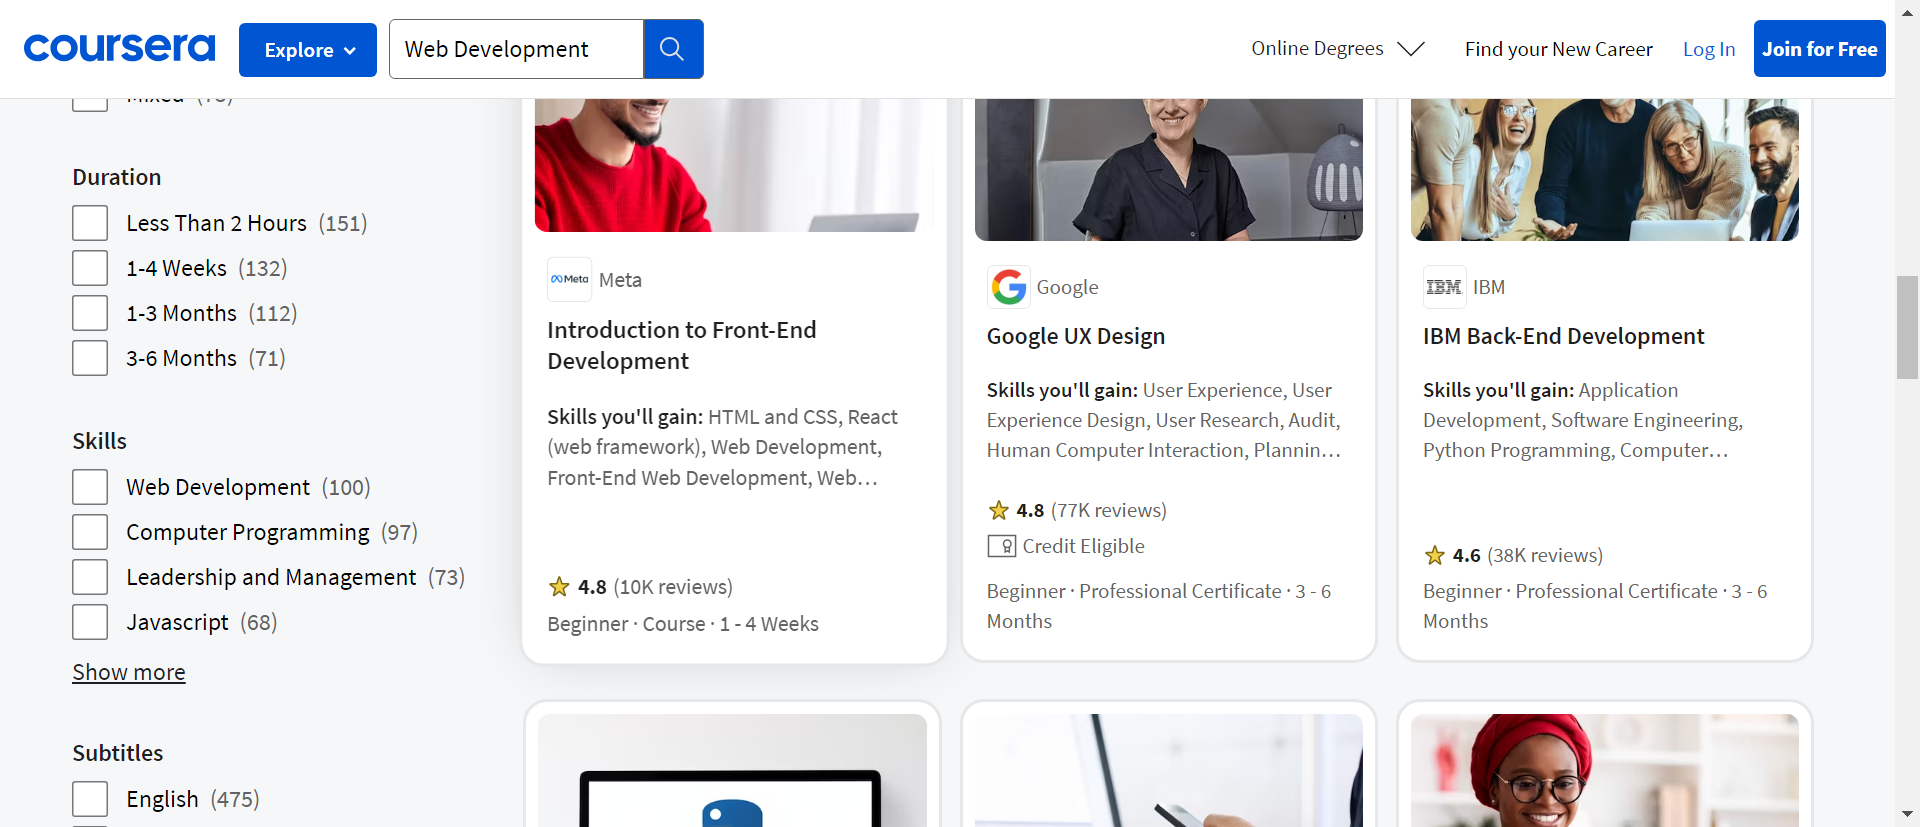 coursera
Explore
Web Development
Online Degrees
Find your New Career
Log In
Join for Free
Duration
Less Than 2 Hours (151)
1-4 Weeks (132)
1-3 Months (112)
3-6 Months (71)
Skills
Web Development (100)
Computer Programming (97)
Leadership and Management (73)
Javascript (68)
Show more
Subtitles
English (475)
Meta Meta
Introduction to Front-End
Development
Skills you'll gain: HTML and CSS, React
(web framework), Web Development,
Front-End Web Development, Web...
4.8 (10K reviews)
Beginner · Course · 1 - 4 Weeks
G Google
Google UX Design
Skills you'll gain: User Experience, User
Experience Design, User Research, Audit,
Human Computer Interaction, Plannin...
4.8 (77K reviews)
Credit Eligible
Beginner · Professional Certificate · 3 - 6
Months
IBM IBM
IBM Back-End Development
Skills you'll gain: Application
Development, Software Engineering,
Python Programming, Computer...
4.6 (38K reviews)
Beginner · Professional Certificate · 3 - 6
Months